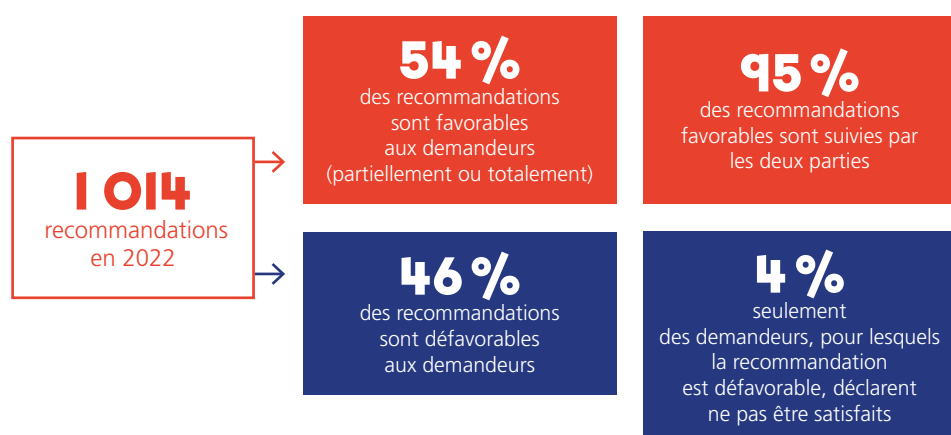 1 014
recommandations
en 2022
54 %
des recommandations
sont favorables
aux demandeurs
(partiellement ou totalement)
95 %
des recommandations
favorables sont suivies par
les deux parties
46 %
des recommandations
sont défavorables
aux demandeurs
4 %
seulement
des demandeurs, pour lesquels
la recommandation
est défavorable, déclarent
ne pas être satisfaits